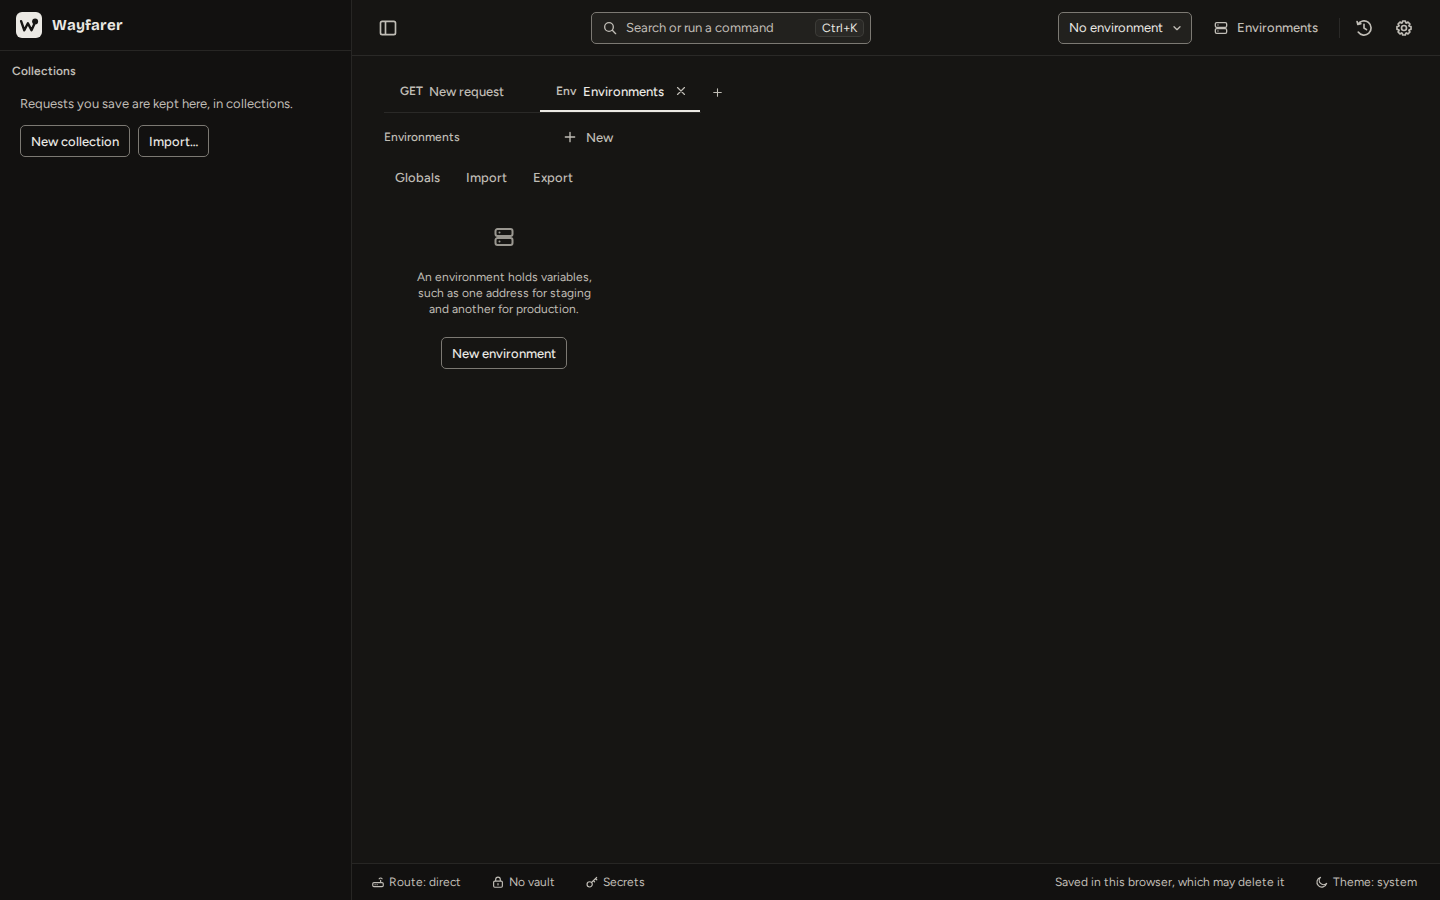 Wayfarer
Search or run a command Ctrl+K
No environment
Environments
Collections
Requests you save are kept here, in collections.
New collection
Import...
GET New request
Env Environments
Environments
New
Globals
Import
Export
An environment holds variables,
such as one address for staging
and another for production.
New environment
Route: direct
No vault
Secrets
Saved in this browser, which may delete it
Theme: system